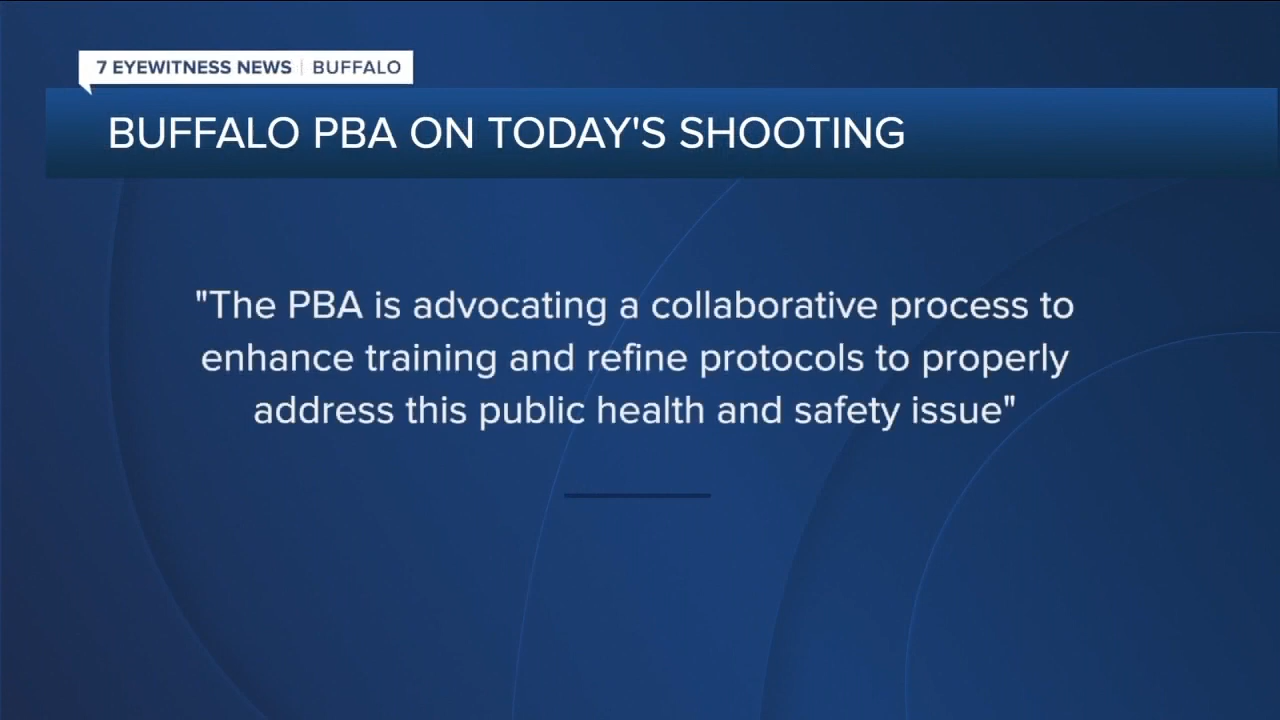 7 EYEWITNESS NEWS | BUFFALO
BUFFALO PBA ON TODAY'S SHOOTING
"The PBA is advocating a collaborative process to
enhance training and refine protocols to properly
address this public health and safety issue"